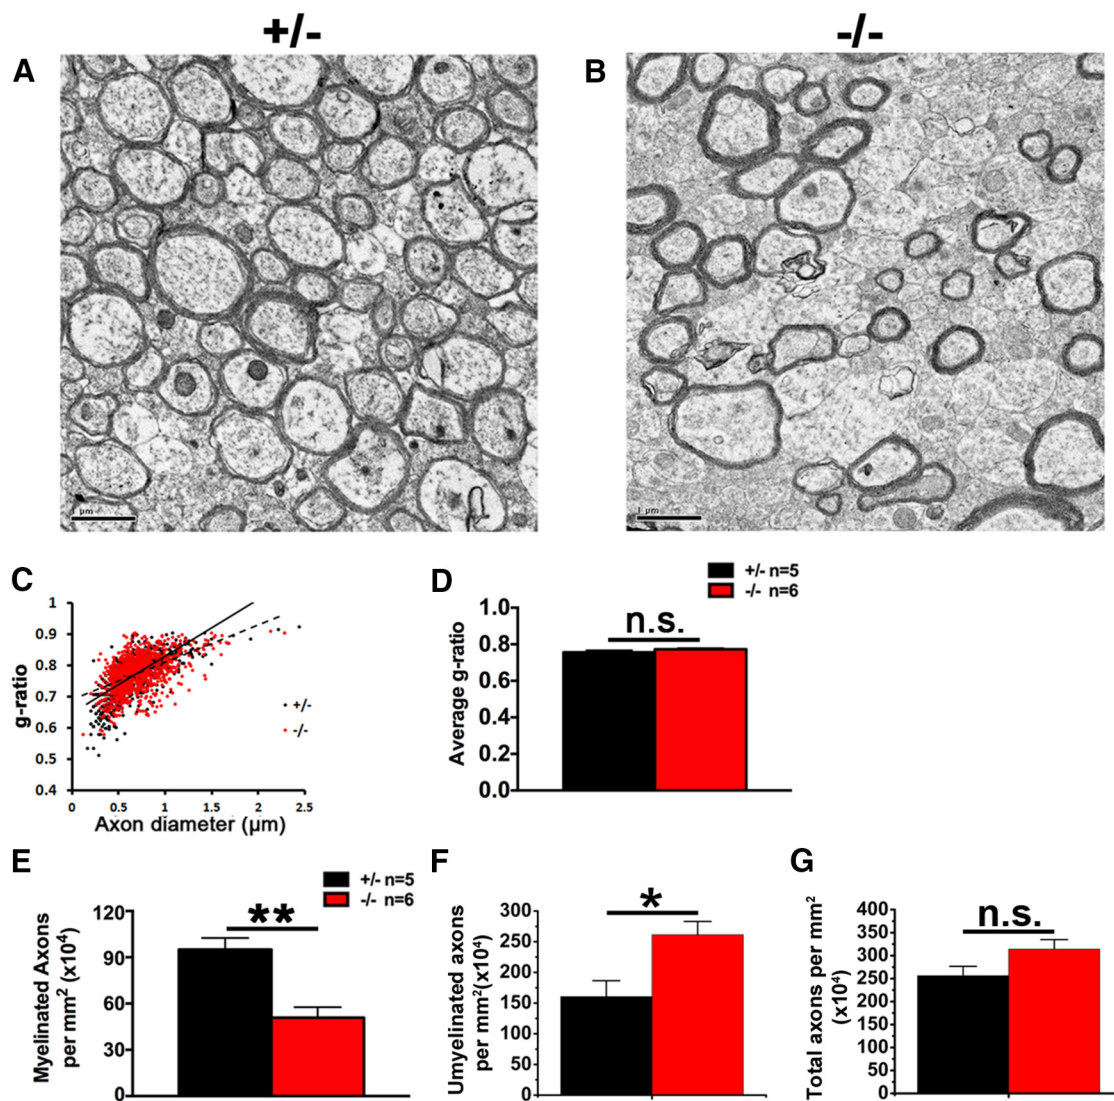 +/-
-/-
A
B
1 µm
1 µm
C
g-ratio
1
0.9
0.8
0.7
0.6
0.5
0.4
0
0.5
1
1.5
2
2.5
Axon diameter (µm)
+/-
-/-
D
+/- n=5
-/- n=6
Average g-ratio
1.0
0.8
0.6
0.4
0.2
0.0
n.s.
E
+/- n=5
-/- n=6
Myelinated Axons
per mm² (x10⁴)
120
90
60
30
0
**
F
Umyelinated axons
per mm²(x10⁴)
300
250
200
150
100
50
0
*
G
Total axons per mm²
(x10⁴)
400
350
300
250
200
150
100
50
0
n.s.